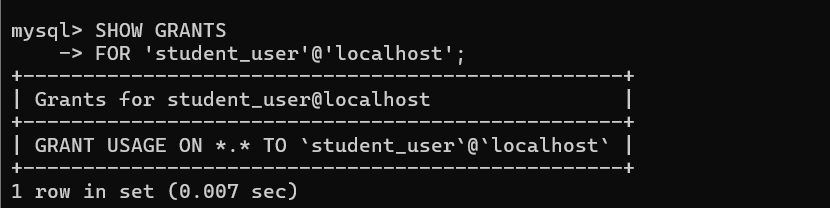 mysql> SHOW GRANTS
    -> FOR 'student_user'@'localhost';
+--------------------------------------------------+
| Grants for student_user@localhost                |
+--------------------------------------------------+
| GRANT USAGE ON *.* TO `student_user`@`localhost` |
+--------------------------------------------------+
1 row in set (0.007 sec)